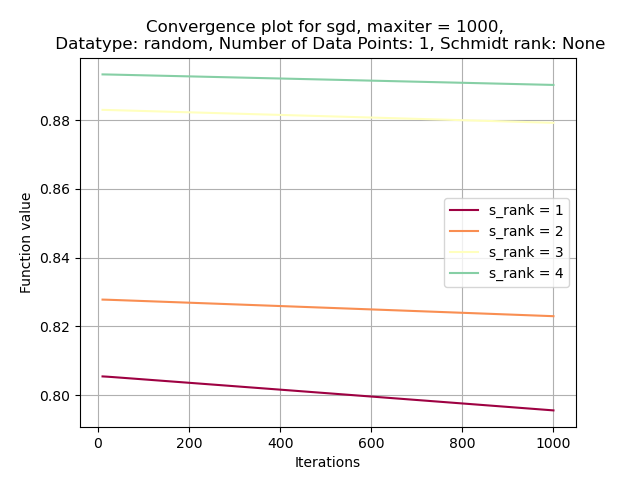 Convergence plot for sgd, maxiter = 1000,
Datatype: random, Number of Data Points: 1, Schmidt rank: None
Function value
0.88
0.86
0.84
0.82
0.80
s_rank = 1
s_rank = 2
s_rank = 3
s_rank = 4
0 200 400 600 800 1000
Iterations